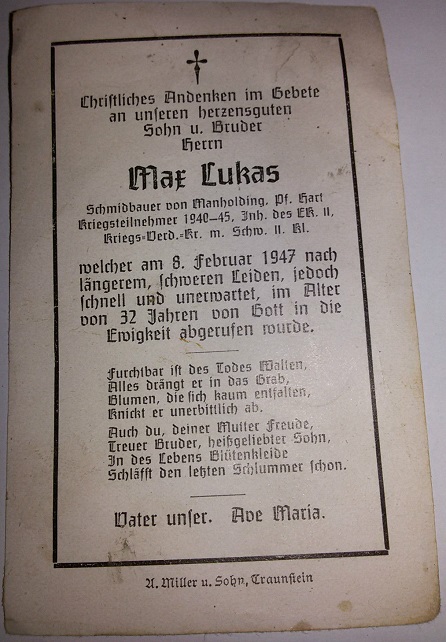 Christliches Andenken im Gebete
an unseren herzensguten
Sohn u. Bruder
Herrn
Max Lukas
Schmidbauer von Manholding, Pf. Hart
Kriegsteilnehmer 1940–45, Inh. des EK. II,
Kriegs-Verd.-Kr. m. Schw. II. Kl.
welcher am 8. Februar 1947 nach
längerem, schweren Leiden, jedoch
schnell und unerwartet, im Alter
von 32 Jahren von Gott in die
Ewigkeit abgerufen wurde.
Furchtbar ist des Todes Walten,
Alles drängt er in das Grab,
Blumen, die sich kaum entfalten,
Knickt er unerbittlich ab.
Auch du, deiner Mutter Freude,
Treuer Bruder, heißgeliebter Sohn,
In des Lebens Blütenkleide
Schläfst den letzten Schlummer schon.
Vater unser. Ave Maria.
A. Miller u. Sohn, Traunstein